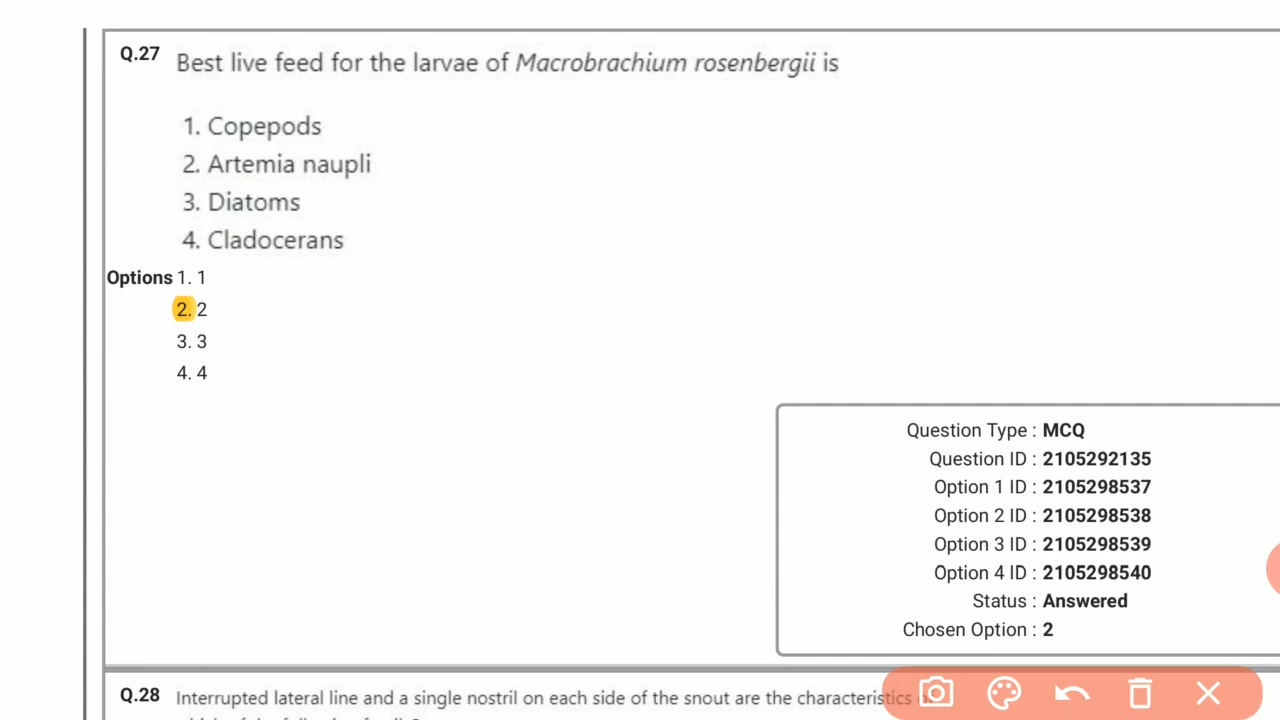 Q.27 Best live feed for the larvae of Macrobrachium rosenbergii is
1. Copepods
2. Artemia naupli
3. Diatoms
4. Cladocerans
Options 1. 1
2. 2
3. 3
4. 4
Question Type : MCQ
Question ID : 2105292135
Option 1 ID : 2105298537
Option 2 ID : 2105298538
Option 3 ID : 2105298539
Option 4 ID : 2105298540
Status : Answered
Chosen Option : 2
Q.28 Interrupted lateral line and a single nostril on each side of the snout are the characteristics